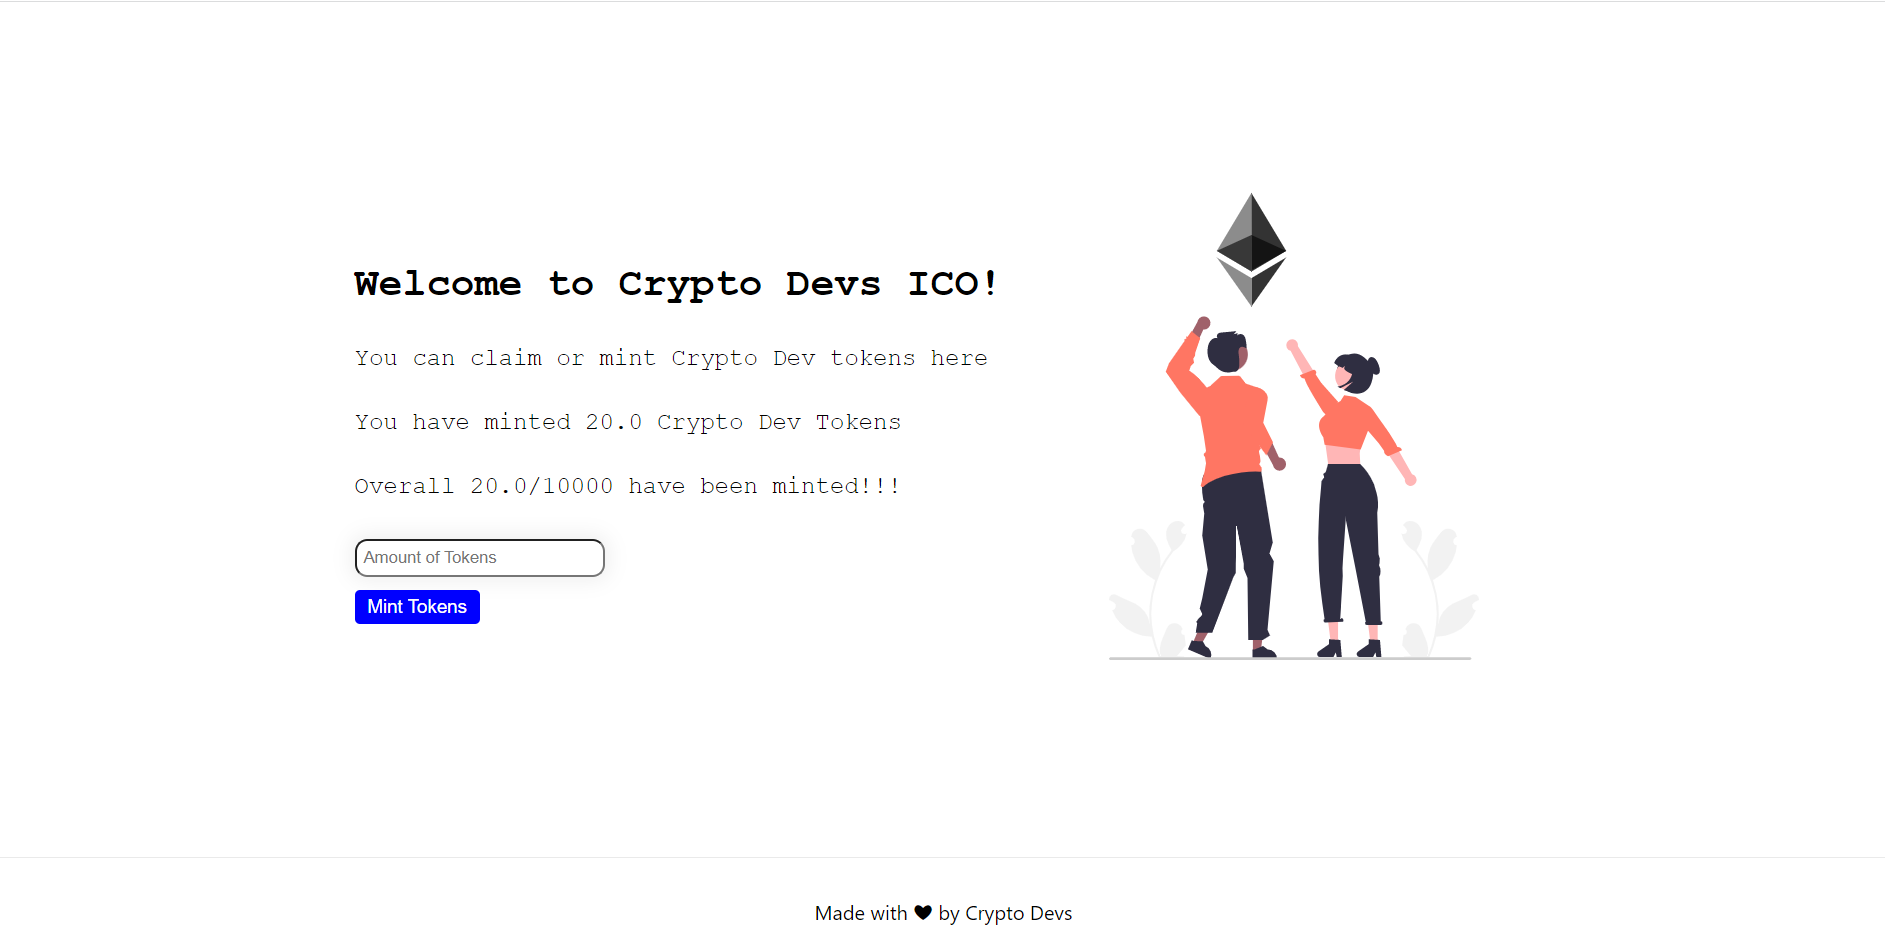 Welcome to Crypto Devs ICO!
You can claim or mint Crypto Dev tokens here
You have minted 20.0 Crypto Dev Tokens
Overall 20.0/10000 have been minted!!!
Amount of Tokens
Mint Tokens
Made with ❤ by Crypto Devs